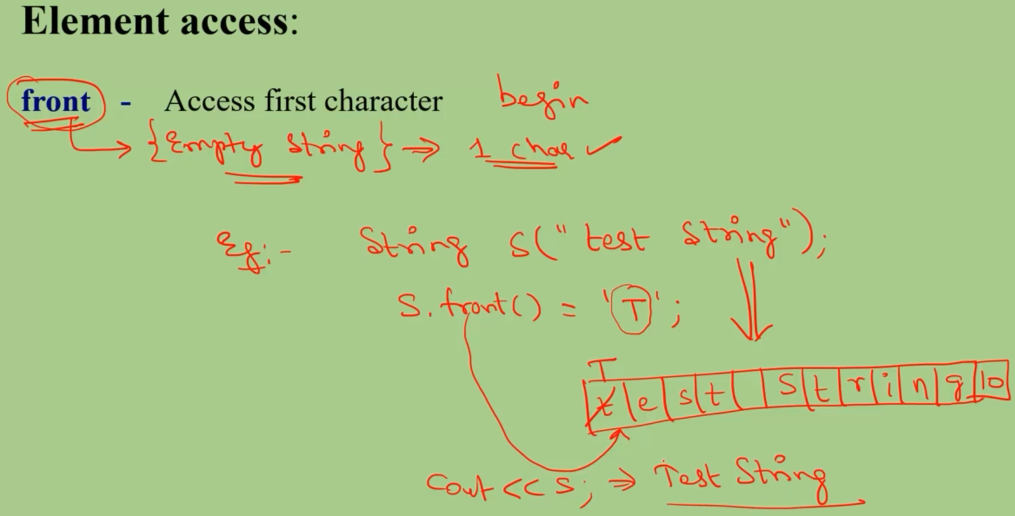 Element access:
front - Access first character begin
{Empty String} ⇒ 1 char ✓
Eg:- String s("test string");
s.front() = 'T';
T
t e s t   s t r i n g \0
cout << s; ⇒ Test String